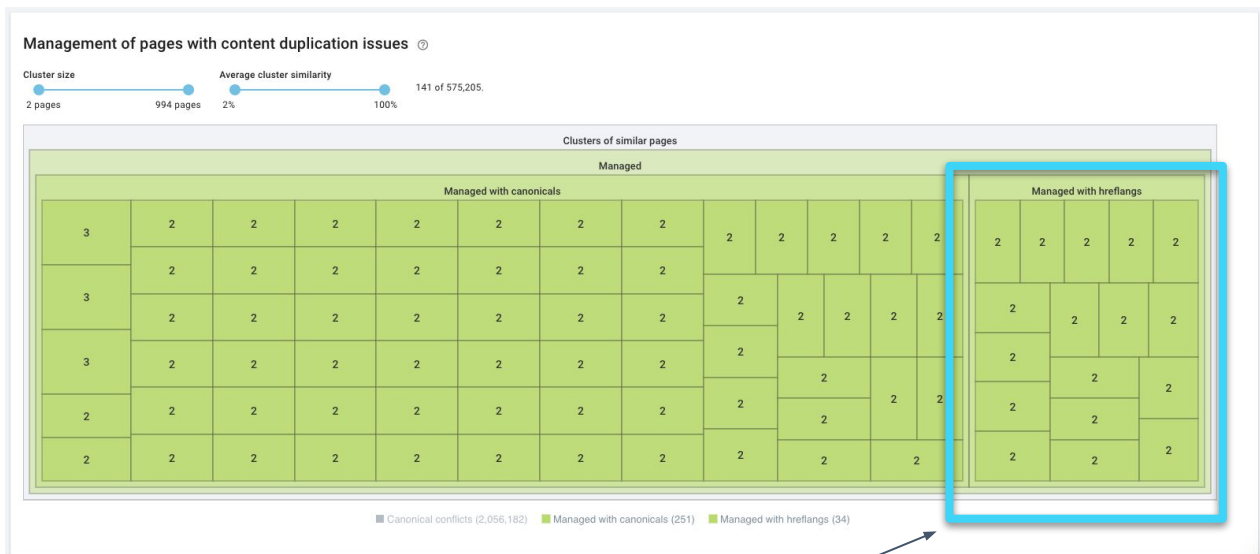 Management of pages with content duplication issues ?
Cluster size
Average cluster similarity
141 of 575,205.
2 pages 994 pages 2% 100%
Clusters of similar pages
Managed
Managed with canonicals Managed with hreflangs
3 2 2 2 2 2 2 2 2 2 2 2 2 2 2 2 2 2
2 2 2 2 2 2 2
3 2 2
2 2 2 2 2 2 2 2 2 2 2 2 2 2
3 2 2 2 2 2 2 2 2 2
2 2 2
2 2 2 2 2 2 2 2 2 2 2 2
2 2
2 2 2 2 2 2 2 2 2 2 2 2 2 2
Canonical conflicts (2,056,182) Managed with canonicals (251) Managed with hreflangs (34)